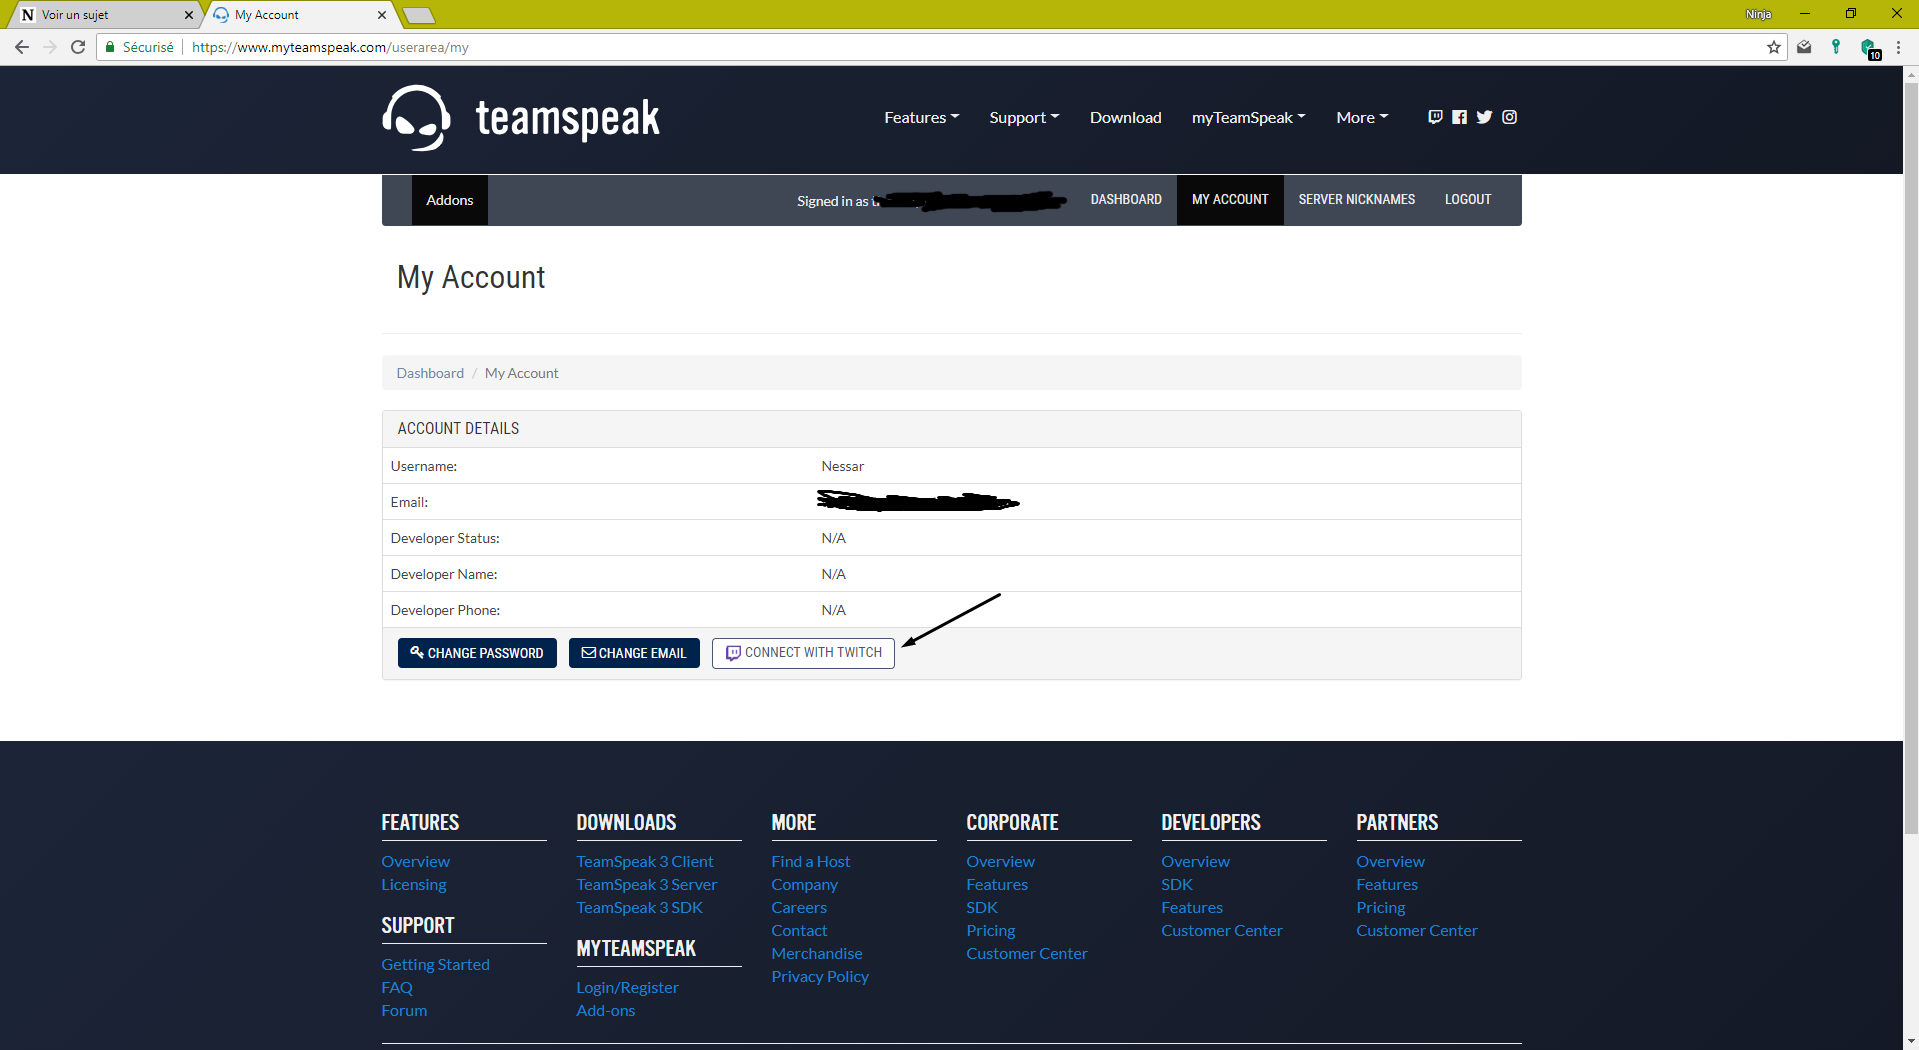 Voir un sujet
My Account
Ninja
Sécurisé
https://www.myteamspeak.com/userarea/my
10
teamspeak
Features
Support
Download
myTeamSpeak
More
Addons
Signed in as
DASHBOARD
MY ACCOUNT
SERVER NICKNAMES
LOGOUT
My Account
Dashboard / My Account
ACCOUNT DETAILS
Username: Nessar
Email:
Developer Status: N/A
Developer Name: N/A
Developer Phone: N/A
CHANGE PASSWORD
CHANGE EMAIL
CONNECT WITH TWITCH
FEATURES
Overview
Licensing
SUPPORT
Getting Started
FAQ
Forum
DOWNLOADS
TeamSpeak 3 Client
TeamSpeak 3 Server
TeamSpeak 3 SDK
MYTEAMSPEAK
Login/Register
Add-ons
MORE
Find a Host
Company
Careers
Contact
Merchandise
Privacy Policy
CORPORATE
Overview
Features
SDK
Pricing
Customer Center
DEVELOPERS
Overview
SDK
Features
Customer Center
PARTNERS
Overview
Features
Pricing
Customer Center